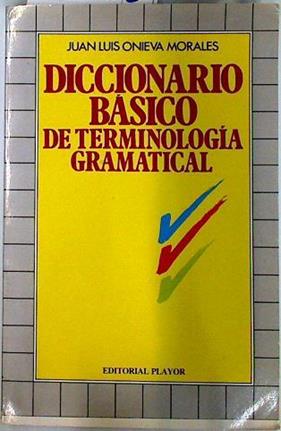 JUAN LUIS ONIEVA MORALES
DICCIONARIO
BÁSICO
DE TERMINOLOGÍA
GRAMATICAL
EDITORIAL PLAYOR